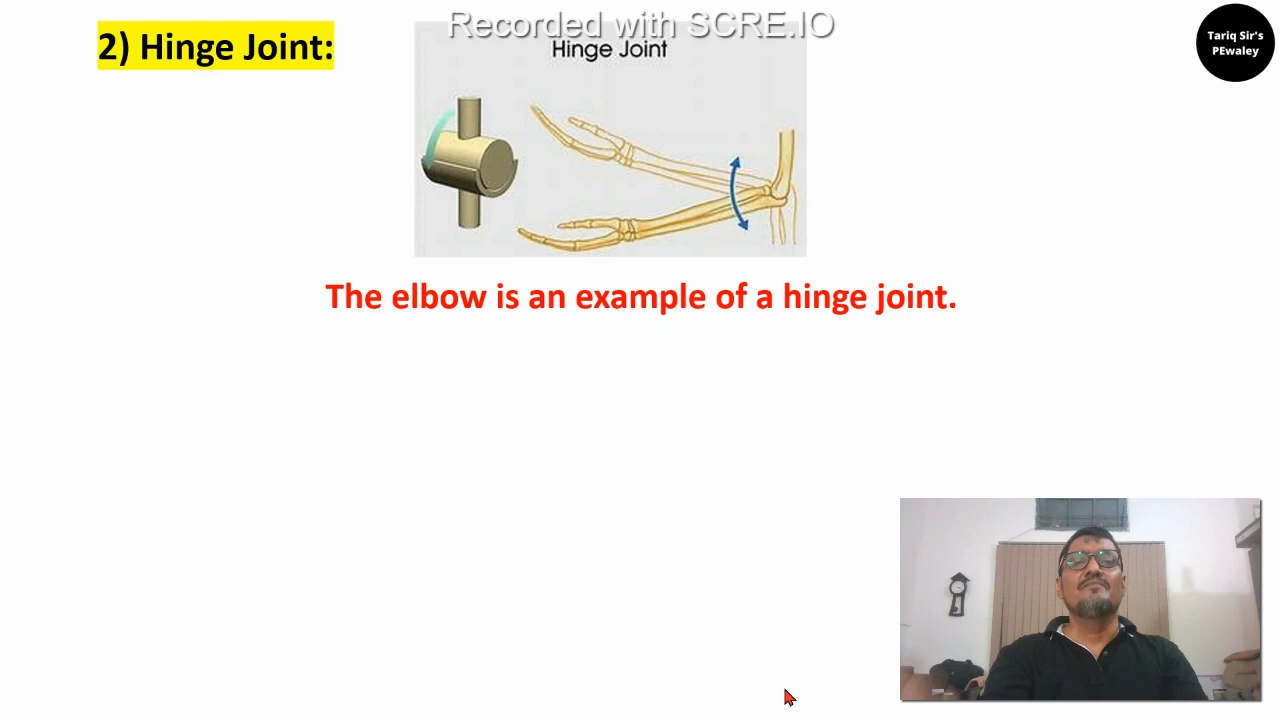 Recorded with SCRE.IO
2) Hinge Joint:
Hinge Joint
Tariq Sir's
PEwaley
The elbow is an example of a hinge joint.